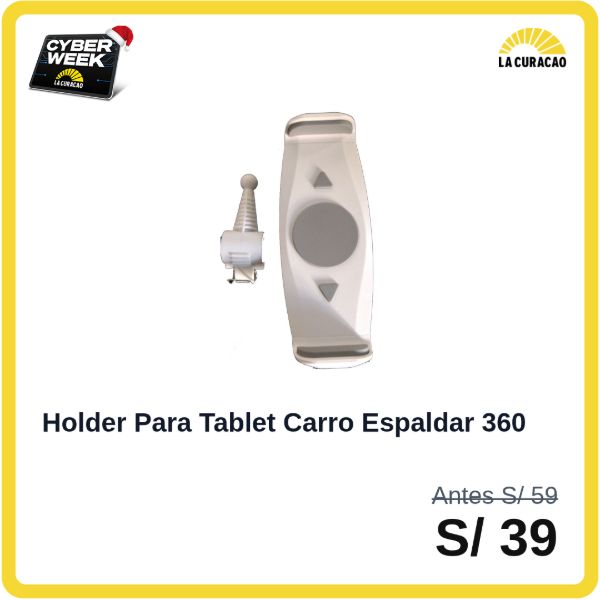 CYBER
WEEK
LA CURACAO
LA CURACAO
Holder Para Tablet Carro Espaldar 360
Antes S/ 59
S/ 39